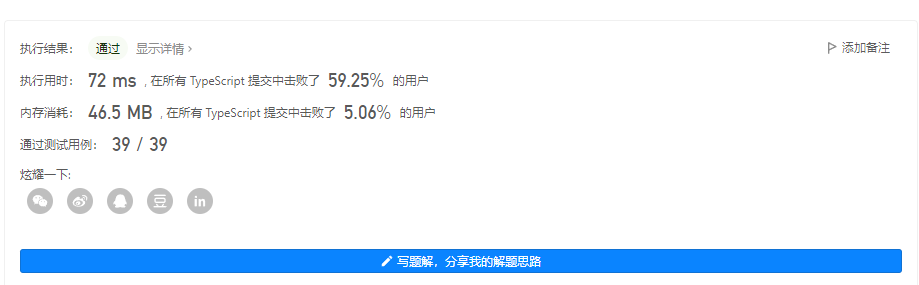 执行结果： 通过 显示详情 › 添加备注
执行用时： 72 ms , 在所有 TypeScript 提交中击败了 59.25% 的用户
内存消耗： 46.5 MB , 在所有 TypeScript 提交中击败了 5.06% 的用户
通过测试用例： 39 / 39
炫耀一下:
豆 in
写题解，分享我的解题思路